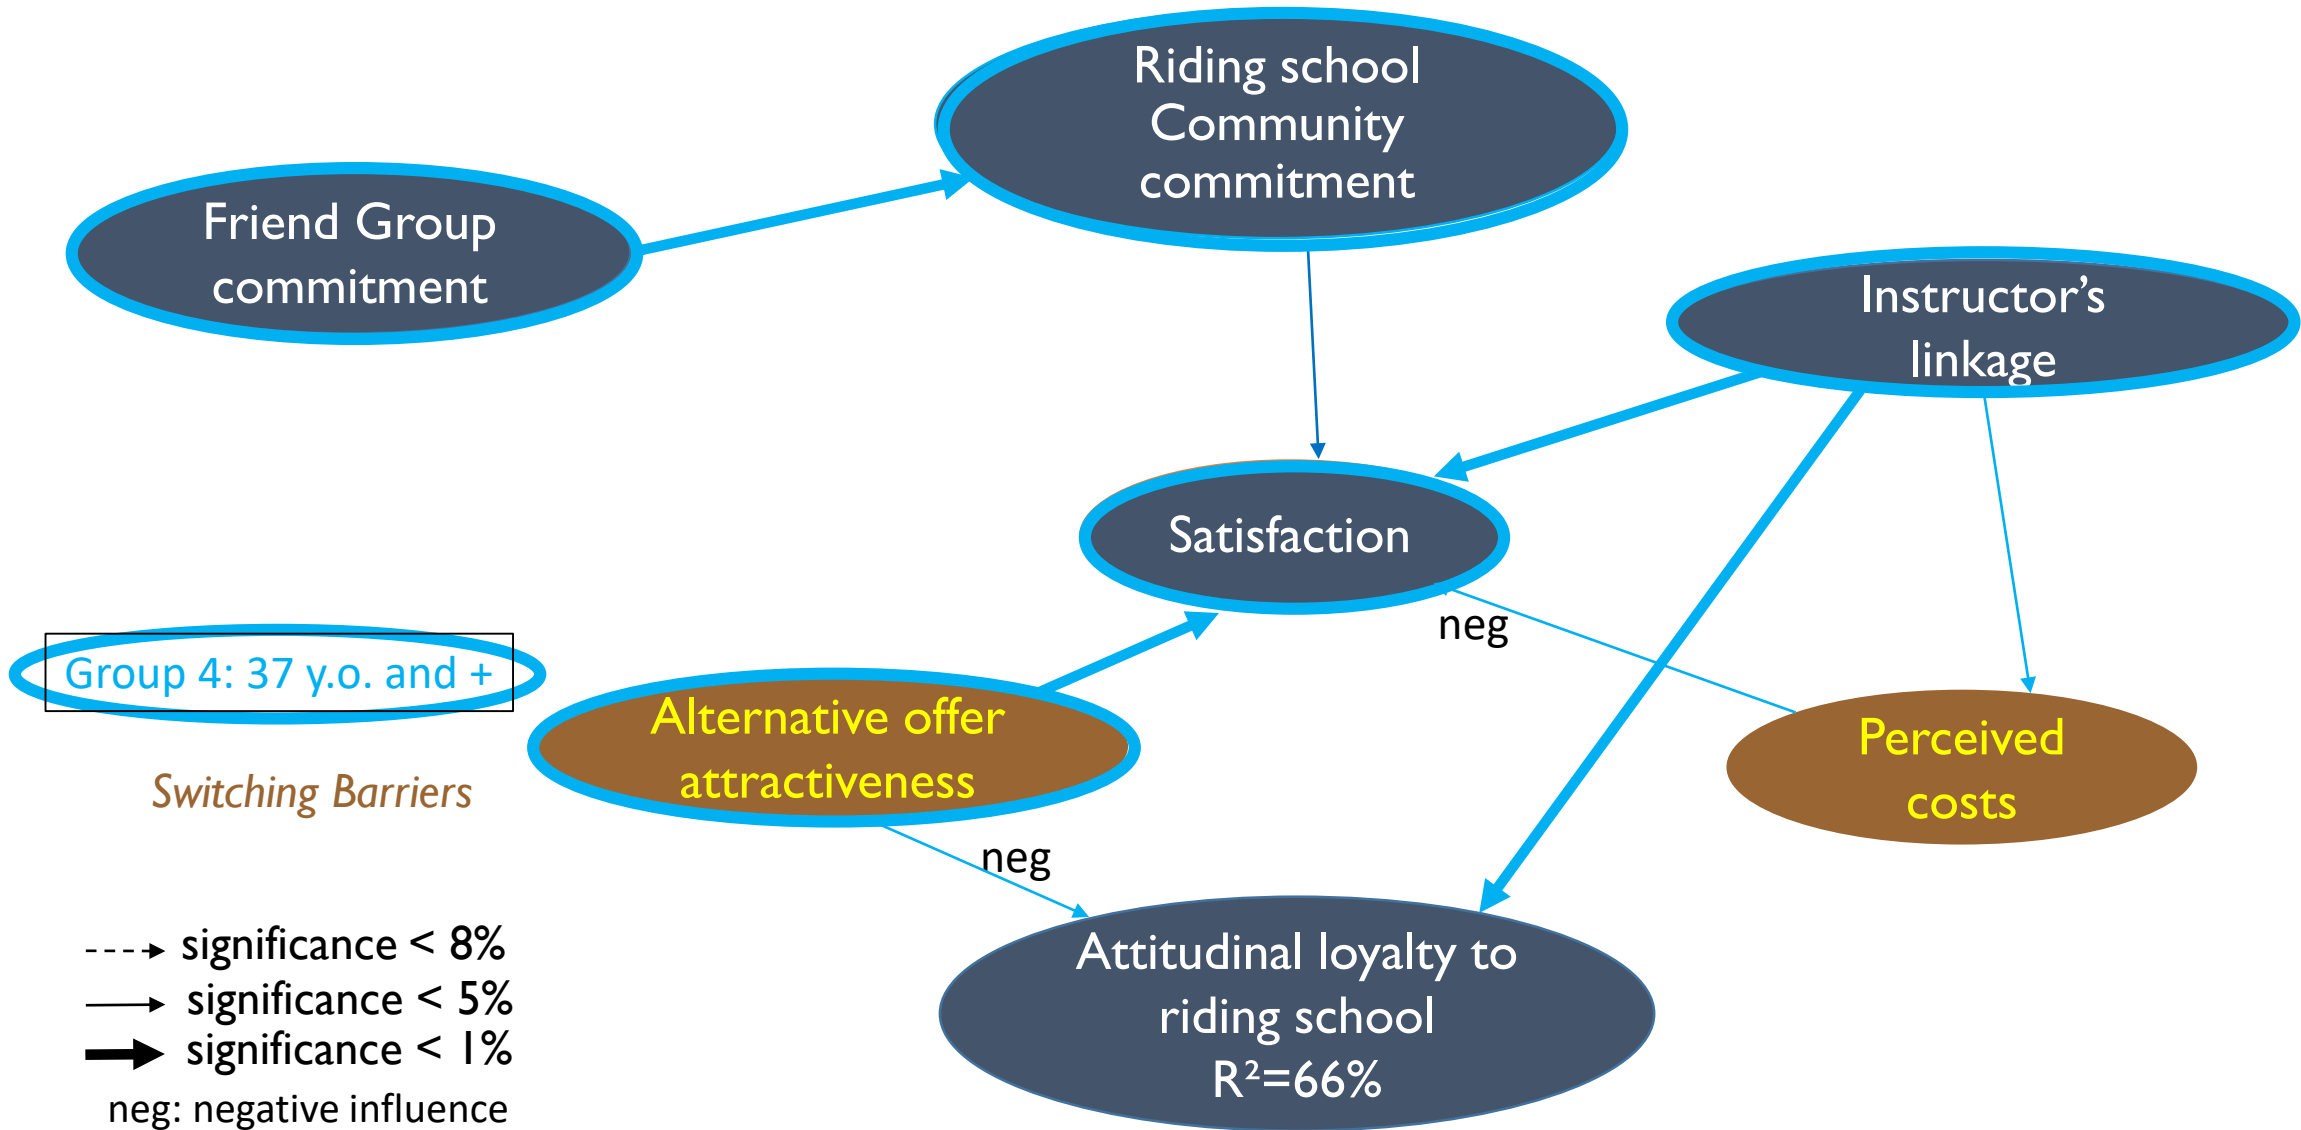 Riding school
Community
commitment
Friend Group
commitment
Instructor’s
linkage
Satisfaction
neg
Group 4: 37 y.o. and +
Alternative offer
attractiveness
Perceived
costs
Switching Barriers
neg
significance < 8%
significance < 5%
significance < 1%
neg: negative influence
Attitudinal loyalty to
riding school
R²=66%